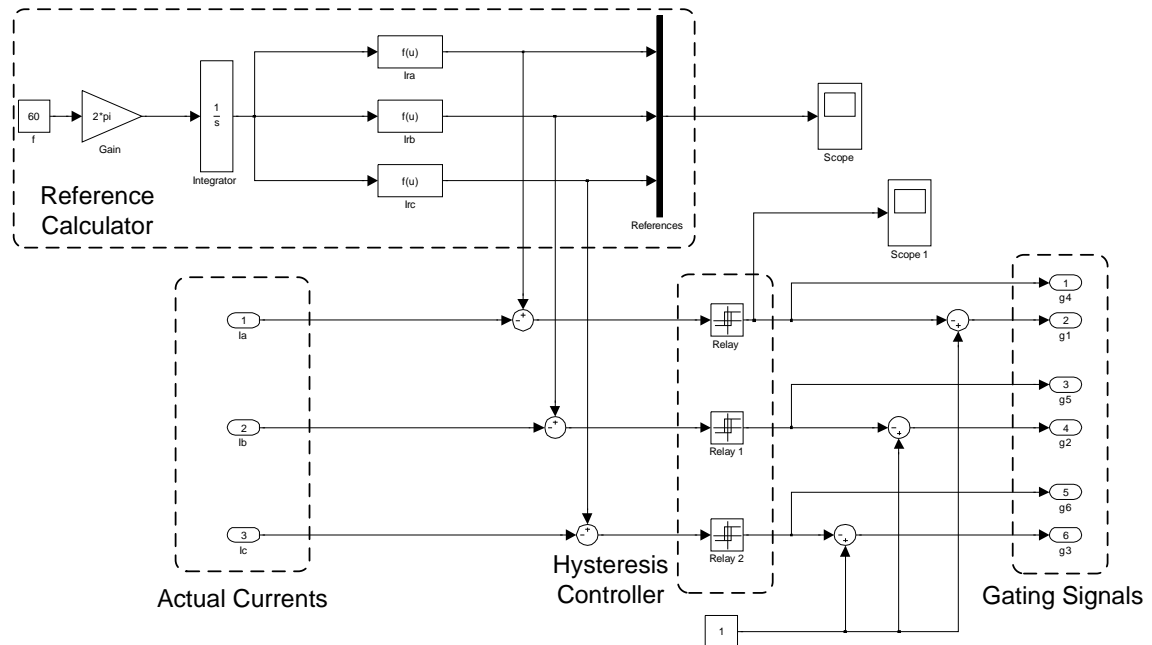 f(u)
Ira
60
f
2*pi
Gain
1
s
Integrator
f(u)
Irb
Scope
f(u)
Irc
References
Reference
Calculator
Scope 1
1
g4
1
Ia
- +
Relay
- +
2
g1
3
g5
2
Ib
- +
Relay 1
- +
4
g2
5
g6
3
Ic
- +
Relay 2
- +
6
g3
Hysteresis
Controller
Actual Currents
Gating Signals
1